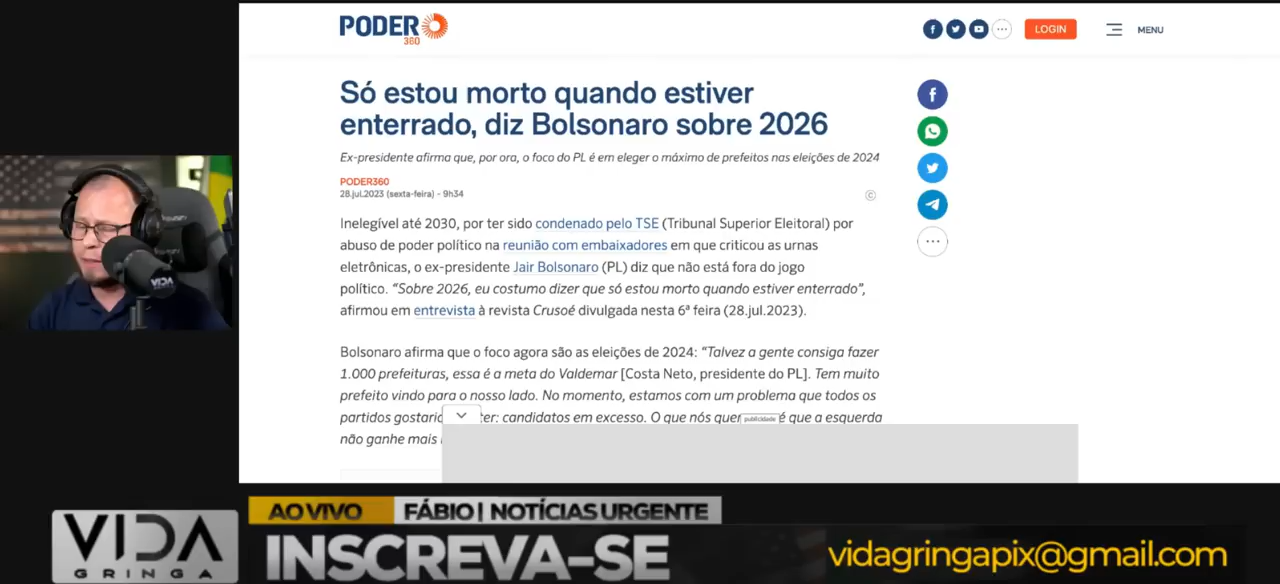 PODER
360
LOGIN
MENU
Só estou morto quando estiver
enterrado, diz Bolsonaro sobre 2026
Ex-presidente afirma que, por ora, o foco do PL é em eleger o máximo de prefeitos nas eleições de 2024
PODER360
28.jul.2023 (sexta-feira) - 9h34
Inelegível até 2030, por ter sido condenado pelo TSE (Tribunal Superior Eleitoral) por
abuso de poder político na reunião com embaixadores em que criticou as urnas
eletrônicas, o ex-presidente Jair Bolsonaro (PL) diz que não está fora do jogo
político. “Sobre 2026, eu costumo dizer que só estou morto quando estiver enterrado”,
afirmou em entrevista à revista Crusoé divulgada nesta 6ª feira (28.jul.2023).
Bolsonaro afirma que o foco agora são as eleições de 2024: “Talvez a gente consiga fazer
1.000 prefeituras, essa é a meta do Valdemar [Costa Neto, presidente do PL]. Tem muito
prefeito vindo para o nosso lado. No momento, estamos com um problema que todos os
partidos ter: candidatos em excesso. O que nós é que a esquerda
publicidade
não ganhe mais
VIDA
VIDA
GRINGA
AO VIVO FÁBIO | NOTÍCIAS URGENTE
INSCREVA-SE
vidagringapix@gmail.com